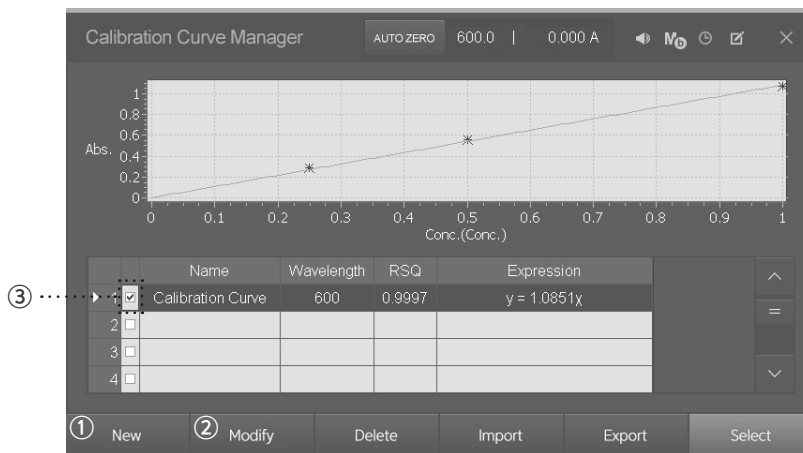 Calibration Curve Manager AUTO ZERO 600.0 | 0.000 A Mb
1
0.8
0.6
Abs. 0.4
0.2
0
0 0.1 0.2 0.3 0.4 0.5 0.6 0.7 0.8 0.9 1
Conc.(Conc.)
Name Wavelength RSQ Expression
③ 1 Calibration Curve 600 0.9997 y = 1.0851x
2
3
4
① New ② Modify Delete Import Export Select